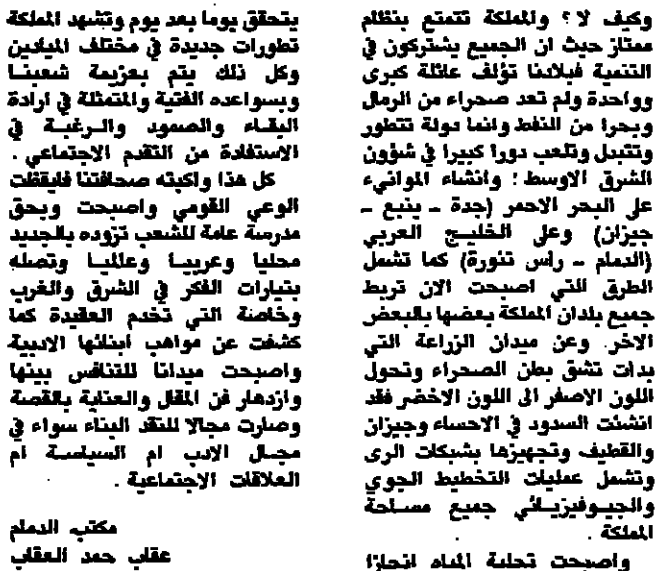 وكيف لا ؟ والمملكة تتمتع بنظام
ممتاز حيث ان الجميع يشتركون في
التنمية فبلادنا تؤلف عائلة كبرى
وواحدة ولم تعد صحراء من الرمال
وبحرا من النفط وانما دولة تتطور
وتتبدل وتلعب دورا كبيرا في شؤون
الشرق الاوسط ؛ وانشاء الموانىء
على البحر الاحمر (جدة - ينبع -
جيزان) وعلى الخليج العربي
(الدمام - راس تنورة) كما تشمل
الطرق التي اصبحت الان تربط
جميع بلدان المملكة بعضها بالبعض
الاخر. وعن ميدان الزراعة التي
بدات تشق بطن الصحراء وتحول
اللون الاصفر الى اللون الاخضر فقد
انشئت السدود في الاحساء وجيزان
والقطيف وتجهيزها بشبكات الرى
وتشمل عمليات التخطيط الجوي
والجيوفيزيائي جميع مساحة
المملكة .
واصبحت تحلية المياه انجازا
يتحقق يوما بعد يوم وتشهد المملكة
تطورات جديدة في مختلف الميادين
وكل ذلك يتم بعزيمة شعبنا
وبسواعده الفتية والمتمثلة في ارادة
البقاء والصمود والرغبة في
الاستفادة من التقدم الاجتماعي .
كل هذا واكبته صحافتنا فايقظت
الوعي القومي واصبحت وبحق
مدرسة عامة للشعب تزوده بالجديد
محليا وعربيا وعالميا وتصله
بتيارات الفكر في الشرق والغرب
وخاصة التي تخدم العقيدة كما
كشفت عن مواهب ابنائها الادبية
واصبحت ميدانا للتنافس بينها
وازدهار فن المقال والعناية بالقصة
وصارت مجالا للنقد البناء سواء في
مجال الادب ام السياسة ام
العلاقات الاجتماعية .
مكتب الدمام
عقاب حمد العقاب